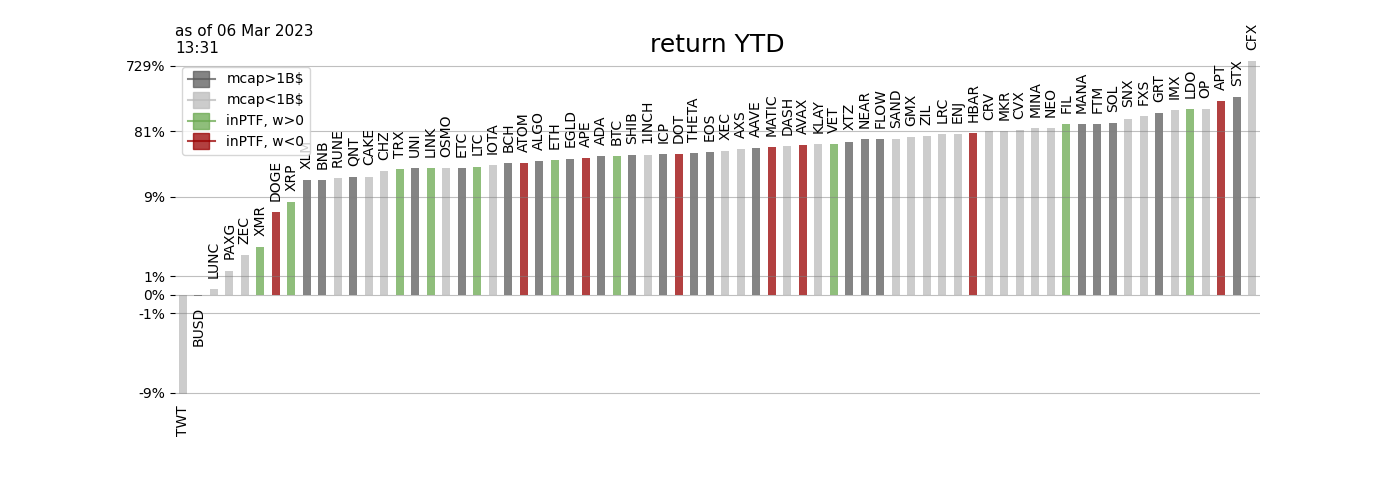 as of 06 Mar 2023
13:31
return YTD
729%
81%
9%
1%
0%
-1%
-9%
mcap>1B$
mcap<1B$
inPTF, w>0
inPTF, w<0
TWT
BUSD
LUNC
PAXG
ZEC
XMR
DOGE
XRP
XLM
BNB
RUNE
QNT
CAKE
CHZ
TRX
UNI
LINK
OSMO
ETC
LTC
IOTA
BCH
ATOM
ALGO
ETH
EGLD
APE
ADA
BTC
SHIB
1INCH
ICP
DOT
THETA
EOS
XEC
AXS
AAVE
MATIC
DASH
AVAX
KLAY
VET
XTZ
NEAR
FLOW
SAND
GMX
ZIL
LRC
ENJ
HBAR
CRV
MKR
CVX
MINA
NEO
FIL
MANA
FTM
SOL
SNX
FXS
GRT
IMX
LDO
OP
APT
STX
CFX